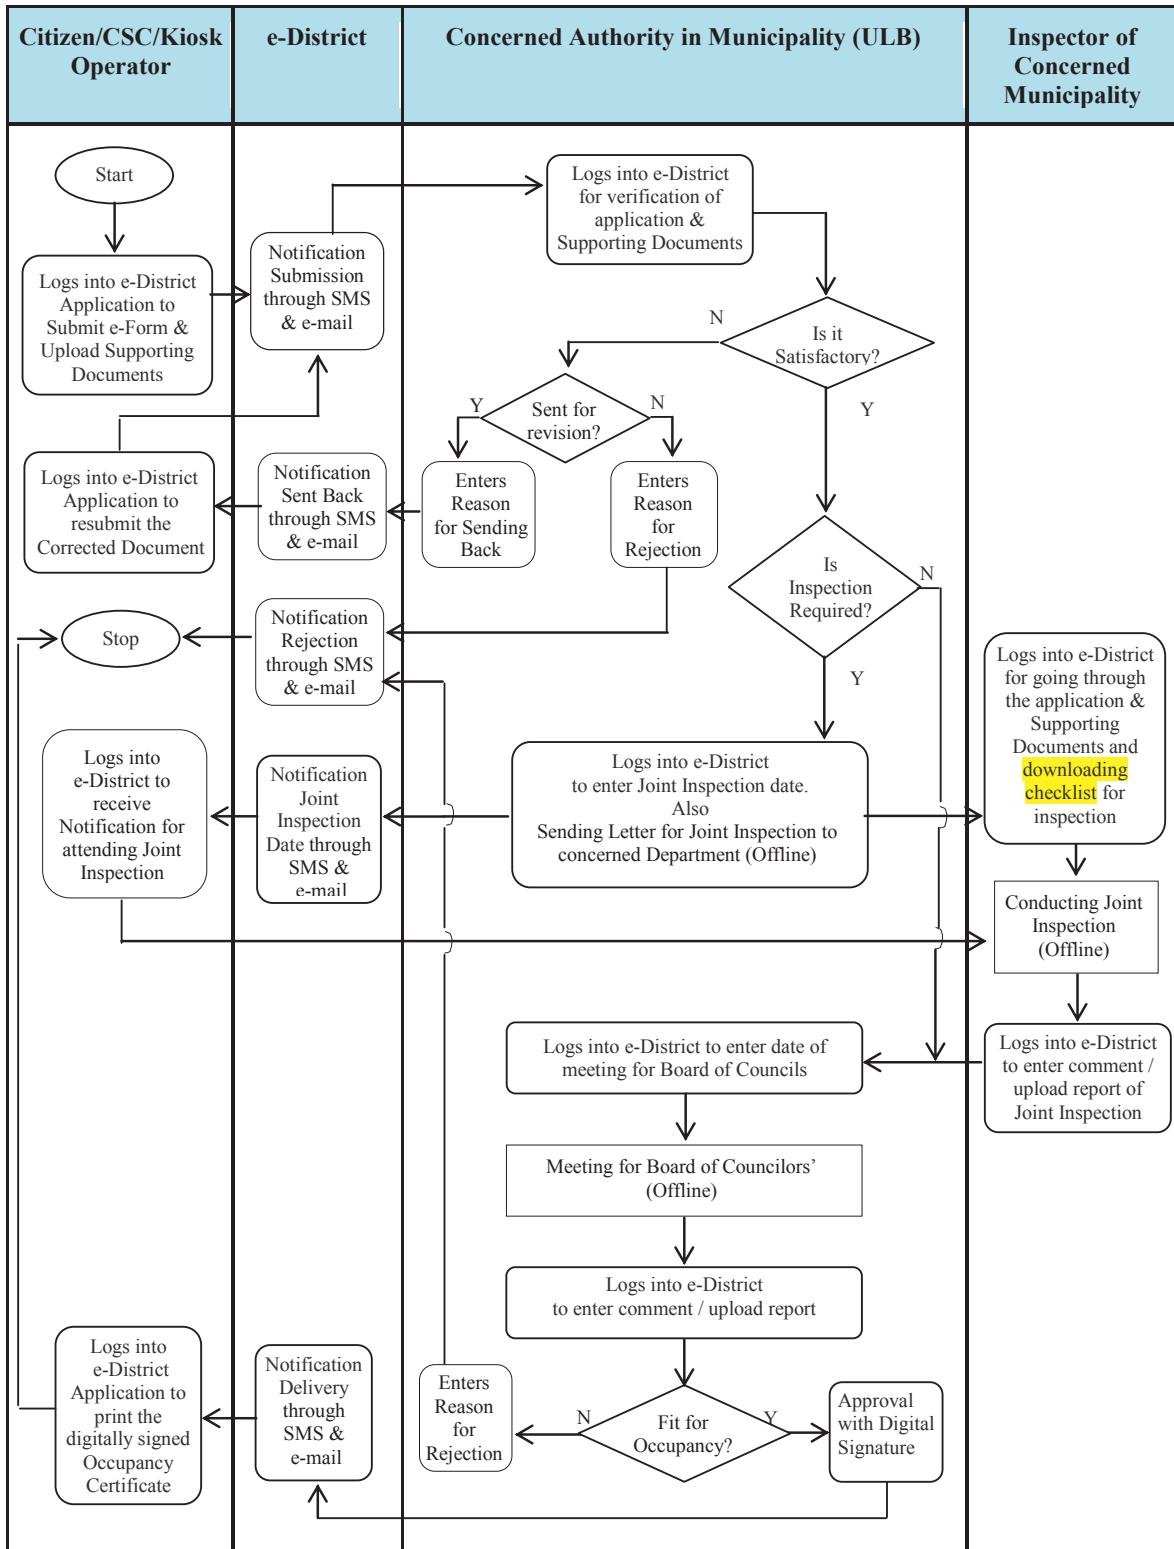 Citizen/CSC/Kiosk
Operator
e-District
Concerned Authority in Municipality (ULB)
Inspector of
Concerned
Municipality
Start
Logs into e-District
Application to
Submit e-Form &
Upload Supporting
Documents
Notification
Submission
through SMS
& e-mail
Logs into e-District
for verification of
application &
Supporting Documents
Is it
Satisfactory?
N
Y
Sent for
revision?
Y
N
Enters
Reason
for Sending
Back
Enters
Reason
for
Rejection
Notification
Sent Back
through SMS
& e-mail
Logs into e-District
Application to
resubmit the
Corrected Document
Is
Inspection
Required?
N
Y
Stop
Notification
Rejection
through SMS
& e-mail
Logs into e-District
for going through
the application &
Supporting
Documents and
downloading
checklist for
inspection
Logs into
e-District to
receive
Notification for
attending Joint
Inspection
Notification
Joint
Inspection
Date through
SMS &
e-mail
Logs into e-District
to enter Joint Inspection date.
Also
Sending Letter for Joint Inspection to
concerned Department (Offline)
Conducting Joint
Inspection
(Offline)
Logs into e-District
to enter comment /
upload report of
Joint Inspection
Logs into e-District to enter date of
meeting for Board of Councils
Meeting for Board of Councilors’
(Offline)
Logs into e-District
to enter comment / upload report
Fit for
Occupancy?
N
Y
Enters
Reason
for
Rejection
Approval
with Digital
Signature
Notification
Delivery
through
SMS &
e-mail
Logs into
e-District
Application to
print the
digitally signed
Occupancy
Certificate